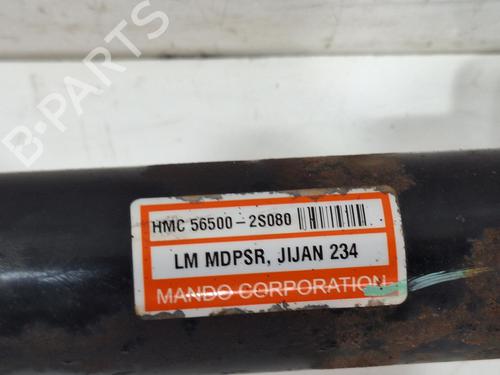 B-PARTS
HMC 56500-2S080
LM MDPSR, JIJAN 234
MANDO CORPORATION